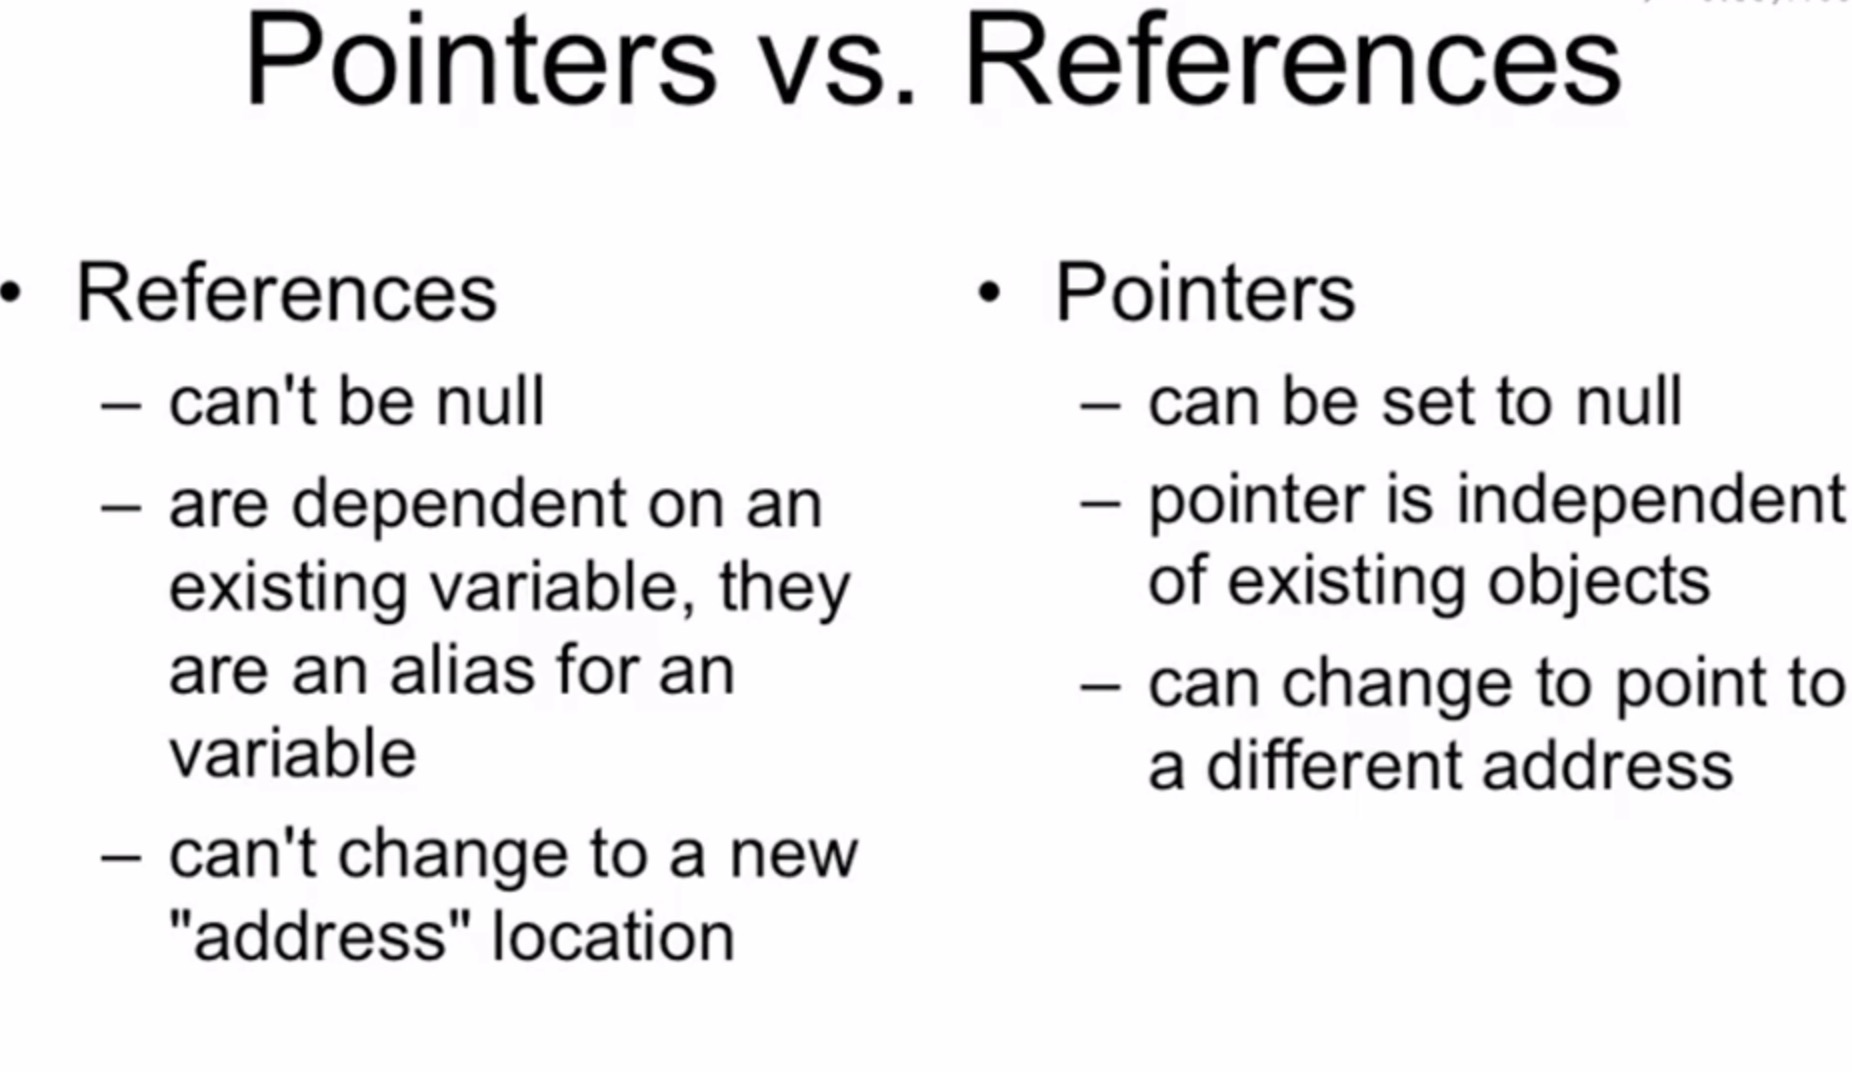 Pointers vs. References
• References
– can't be null
– are dependent on an
existing variable, they
are an alias for an
variable
– can't change to a new
"address" location
• Pointers
– can be set to null
– pointer is independent
of existing objects
– can change to point to
a different address